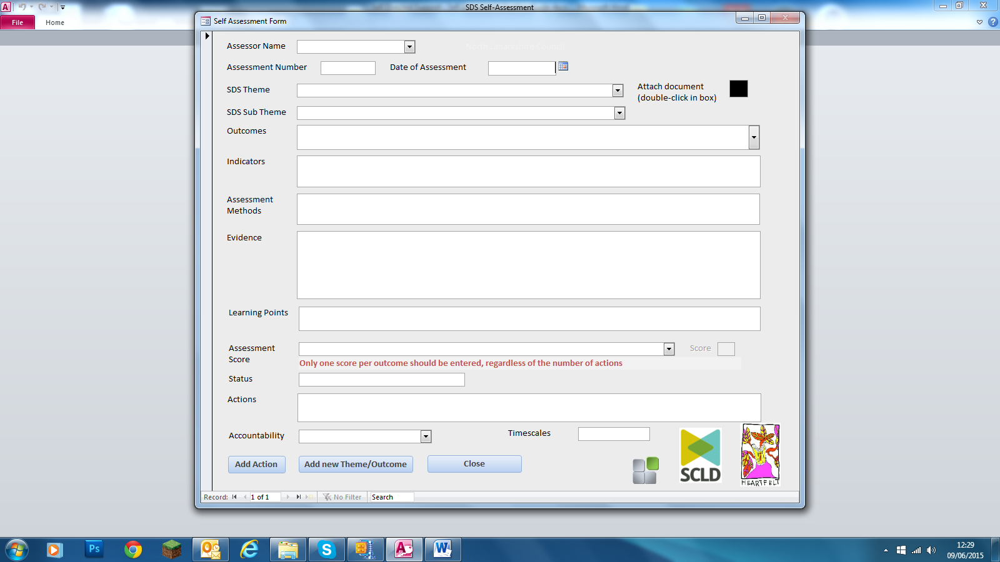 SDS Self-Assessment
File
Home
Self Assessment Form
Assessor Name
North Lanarkshire Council
Assessment Number
Date of Assessment
SDS Theme
Attach document
(double-click in box)
SDS Sub Theme
Outcomes
Indicators
Assessment
Methods
Evidence
Learning Points
Assessment
Score
Score
Only one score per outcome should be entered, regardless of the number of actions
Status
Actions
Accountability
Timescales
Add Action
Add new Theme/Outcome
Close
SCLD
HEARTFELT
Record:
1 of 1
No Filter
Search
Ps
12:29
09/06/2015